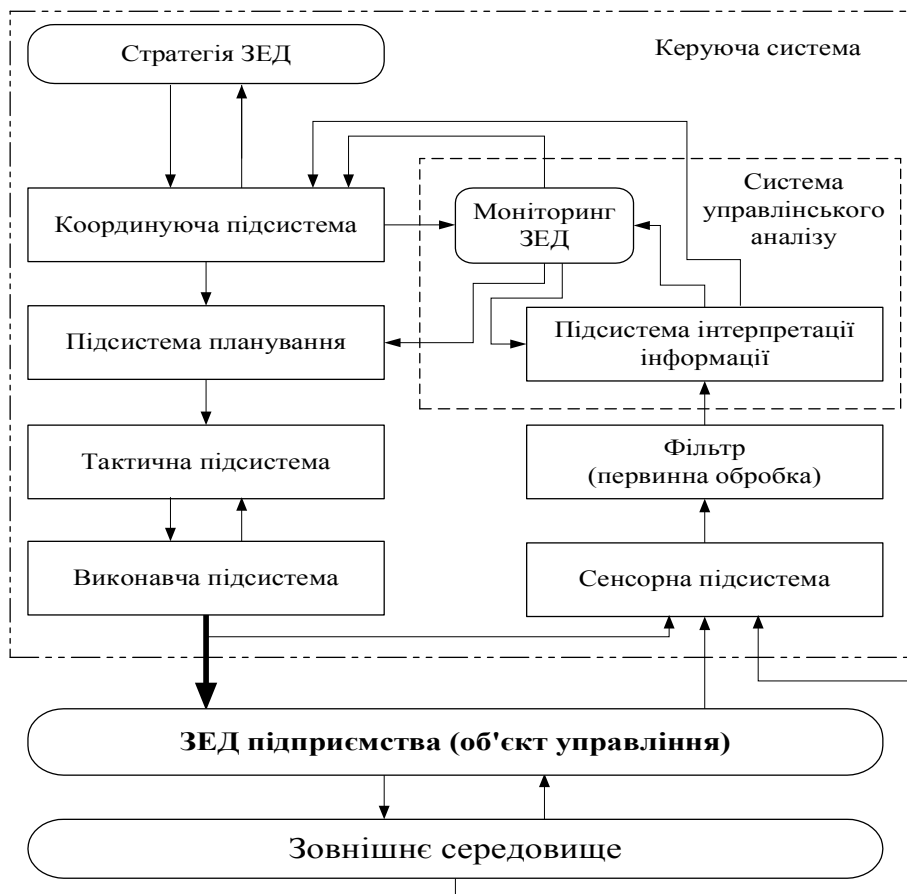 Стратегія ЗЕД
Керуюча система
Система
управлінського
аналізу
Координуюча підсистема
Моніторинг
ЗЕД
Підсистема планування
Підсистема інтерпретації
інформації
Тактична підсистема
Фільтр
(первинна обробка)
Виконавча підсистема
Сенсорна підсистема
ЗЕД підприємства (об'єкт управління)
Зовнішнє середовище